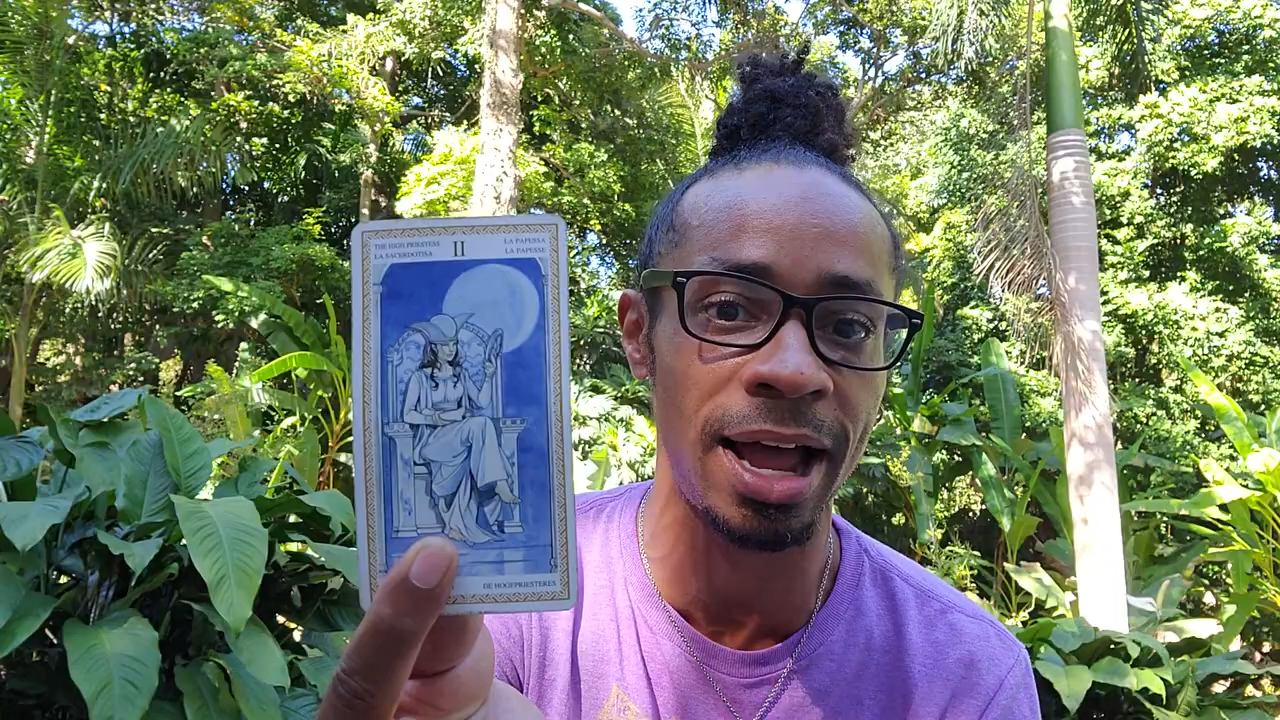 THE HIGH PRIESTESS
LA SACERDOTISA
II
LA PAPESSA
LA PAPESSE
DE HOGEPRIESTERES